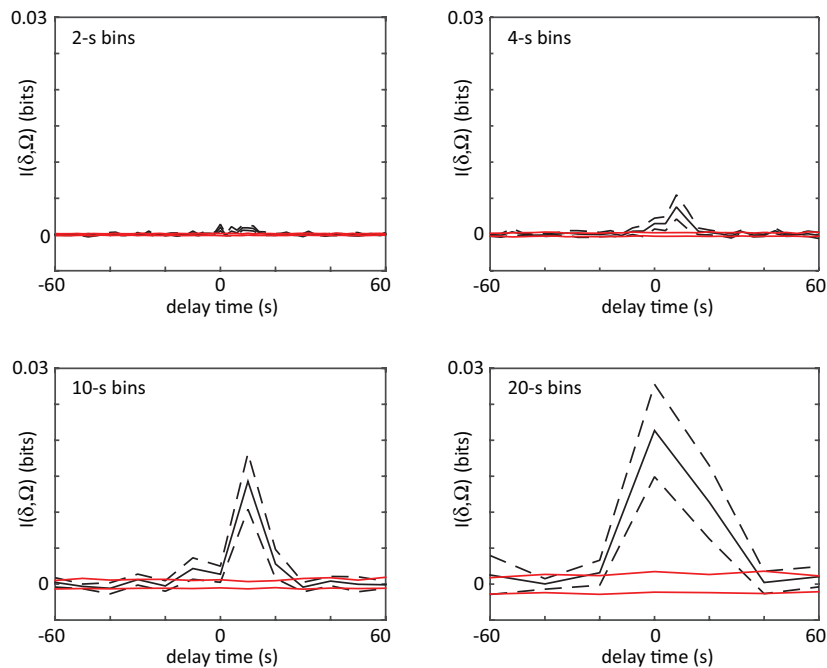 0.03
2-s bins
I(δ,Ω) (bits)
0
-60
0
60
delay time (s)
0.03
4-s bins
I(δ,Ω) (bits)
0
-60
0
60
delay time (s)
0.03
10-s bins
I(δ,Ω) (bits)
0
-60
0
60
delay time (s)
0.03
20-s bins
I(δ,Ω) (bits)
0
-60
0
60
delay time (s)